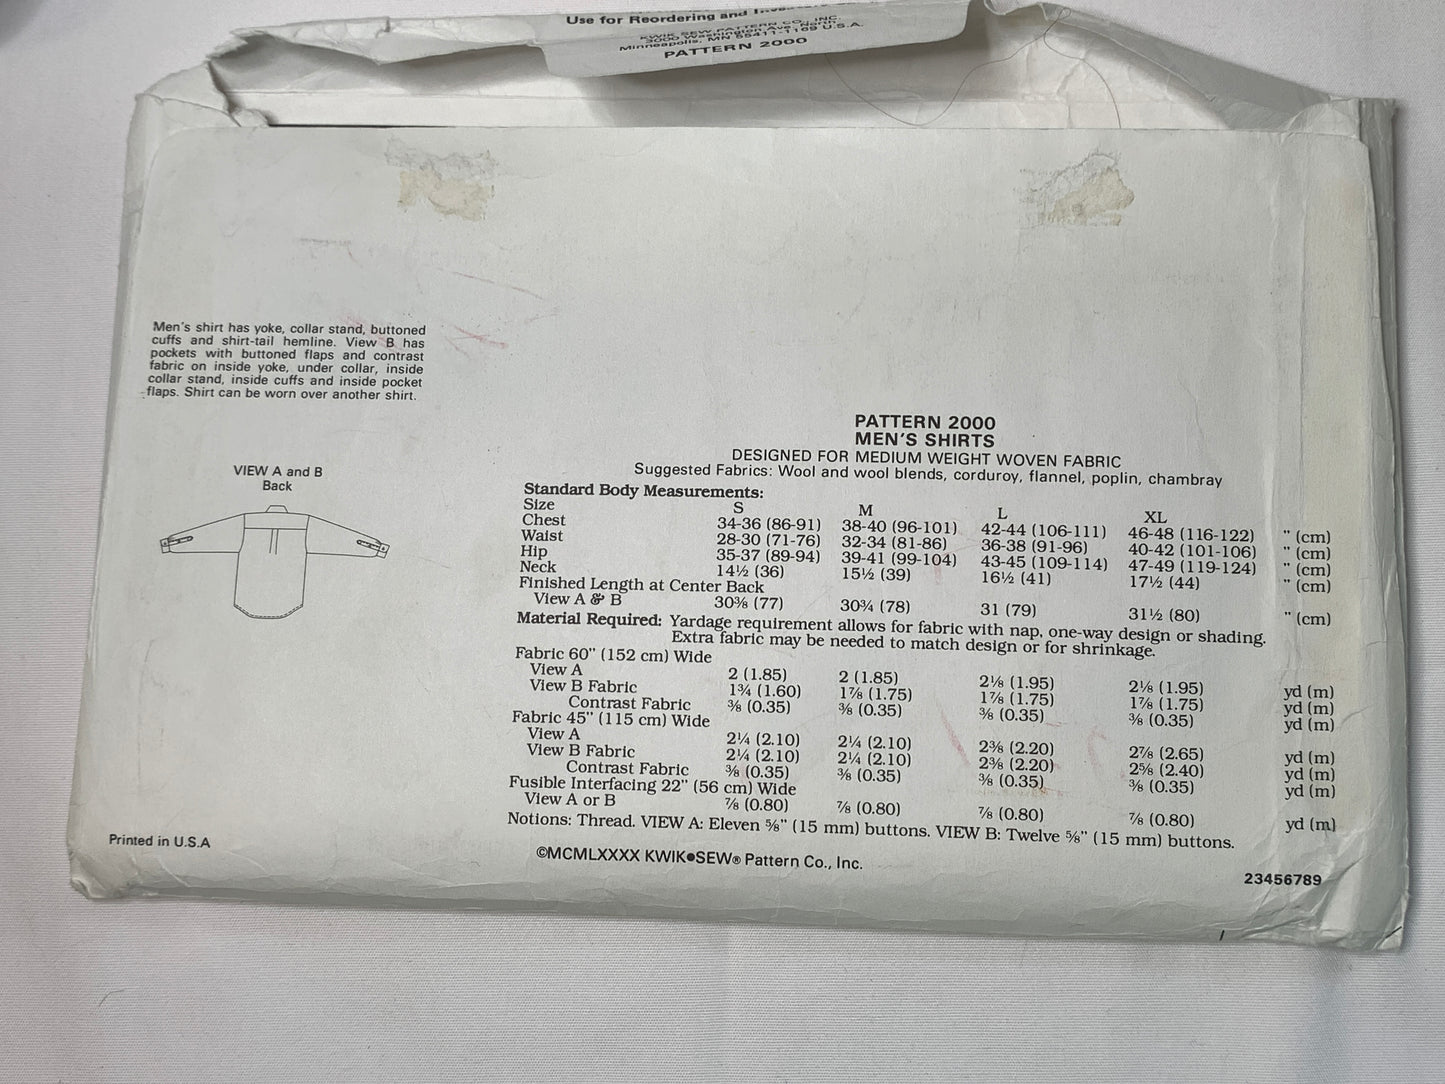 Use for Reordering and
KWIK SEW PATTERN CO., INC.
3000 Washington Ave. North
Minneapolis, MN 55411-1169 U.S.A.
PATTERN 2000
Men's shirt has yoke, collar stand, buttoned
cuffs and shirt-tail hemline. View B has
pockets with buttoned flaps and contrast
fabric on inside yoke, under collar, inside
collar stand, inside cuffs and inside pocket
flaps. Shirt can be worn over another shirt.
VIEW A and B
Back
PATTERN 2000
MEN'S SHIRTS
DESIGNED FOR MEDIUM WEIGHT WOVEN FABRIC
Suggested Fabrics: Wool and wool blends, corduroy, flannel, poplin, chambray
Standard Body Measurements:
Size S M L XL
Chest 34-36 (86-91) 38-40 (96-101) 42-44 (106-111) 46-48 (116-122) " (cm)
Waist 28-30 (71-76) 32-34 (81-86) 36-38 (91-96) 40-42 (101-106) " (cm)
Hip 35-37 (89-94) 39-41 (99-104) 43-45 (109-114) 47-49 (119-124) " (cm)
Neck 14½ (36) 15½ (39) 16½ (41) 17½ (44) " (cm)
Finished Length at Center Back
View A & B 30⅜ (77) 30¾ (78) 31 (79) 31½ (80) " (cm)
Material Required: Yardage requirement allows for fabric with nap, one-way design or shading.
Extra fabric may be needed to match design or for shrinkage.
Fabric 60" (152 cm) Wide
View A 2 (1.85) 2 (1.85) 2⅛ (1.95) 2⅛ (1.95) yd (m)
View B Fabric 1¾ (1.60) 1⅞ (1.75) 1⅞ (1.75) 1⅞ (1.75) yd (m)
Contrast Fabric ⅜ (0.35) ⅜ (0.35) ⅜ (0.35) ⅜ (0.35) yd (m)
Fabric 45" (115 cm) Wide
View A 2¼ (2.10) 2¼ (2.10) 2⅜ (2.20) 2⅞ (2.65) yd (m)
View B Fabric 2¼ (2.10) 2¼ (2.10) 2⅜ (2.20) 2⅝ (2.40) yd (m)
Contrast Fabric ⅜ (0.35) ⅜ (0.35) ⅜ (0.35) ⅜ (0.35) yd (m)
Fusible Interfacing 22" (56 cm) Wide
View A or B ⅞ (0.80) ⅞ (0.80) ⅞ (0.80) ⅞ (0.80) yd (m)
Notions: Thread. VIEW A: Eleven ⅝" (15 mm) buttons. VIEW B: Twelve ⅝" (15 mm) buttons.
Printed in U.S.A
©MCMLXXXX KWIK•SEW® Pattern Co., Inc.
23456789